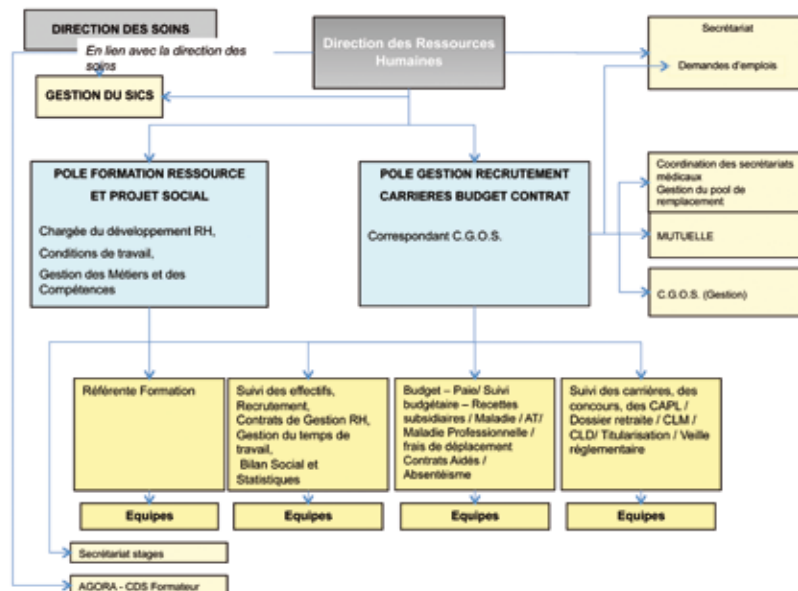 DIRECTION DES SOINS
En lien avec la direction des
soins
GESTION DU SICS
Direction des Ressources
Humaines
Secrétariat
Demandes d'emplois
POLE FORMATION RESSOURCE
ET PROJET SOCIAL
Chargée du développement RH,
Conditions de travail,
Gestion des Métiers et des
Compétences
POLE GESTION RECRUTEMENT
CARRIERES BUDGET CONTRAT
Correspondant C.G.O.S.
Coordination des secrétariats
médicaux
Gestion du pool de
remplacement
MUTUELLE
C.G.O.S. (Gestion)
Référente Formation
Suivi des effectifs,
Recrutement,
Contrats de Gestion RH,
Gestion du temps de
travail,
Bilan Social et
Statistiques
Budget – Paie/ Suivi
budgétaire – Recettes
subsidiaires / Maladie / AT/
Maladie Professionnelle /
frais de déplacement
Contrats Aidés /
Absentéisme
Suivi des carrières, des
concours, des CAPL /
Dossier retraite / CLM /
CLD/ Titularisation / Veille
réglementaire
Equipes
Equipes
Equipes
Equipes
Secrétariat stages
AGORA - CDS Formateur